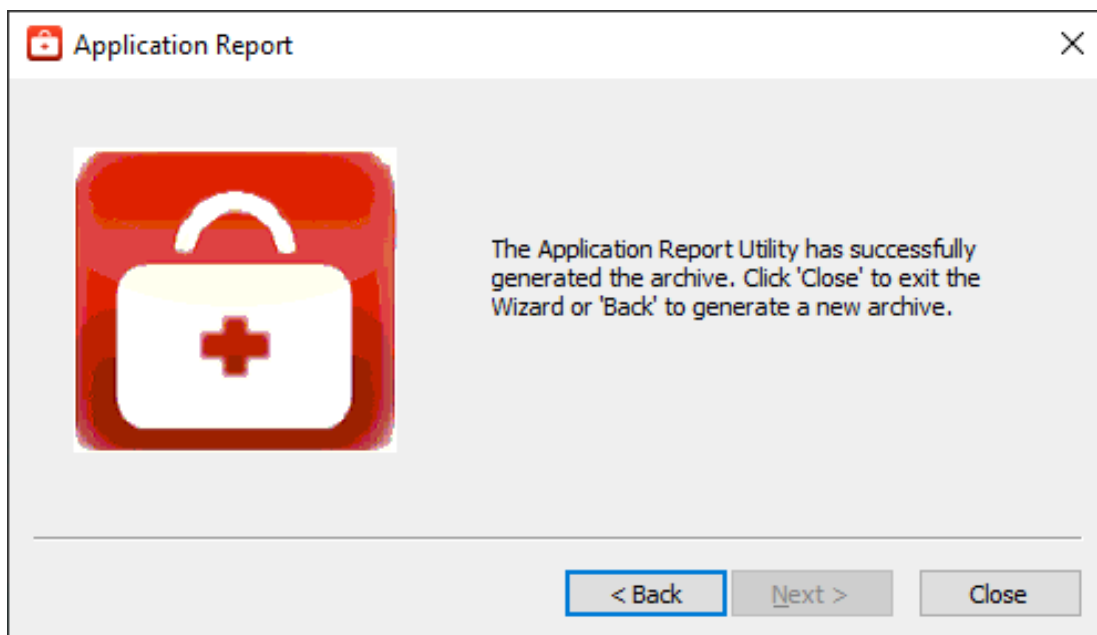 Application Report
The Application Report Utility has successfully
generated the archive. Click 'Close' to exit the
Wizard or 'Back' to generate a new archive.
< Back
Next >
Close